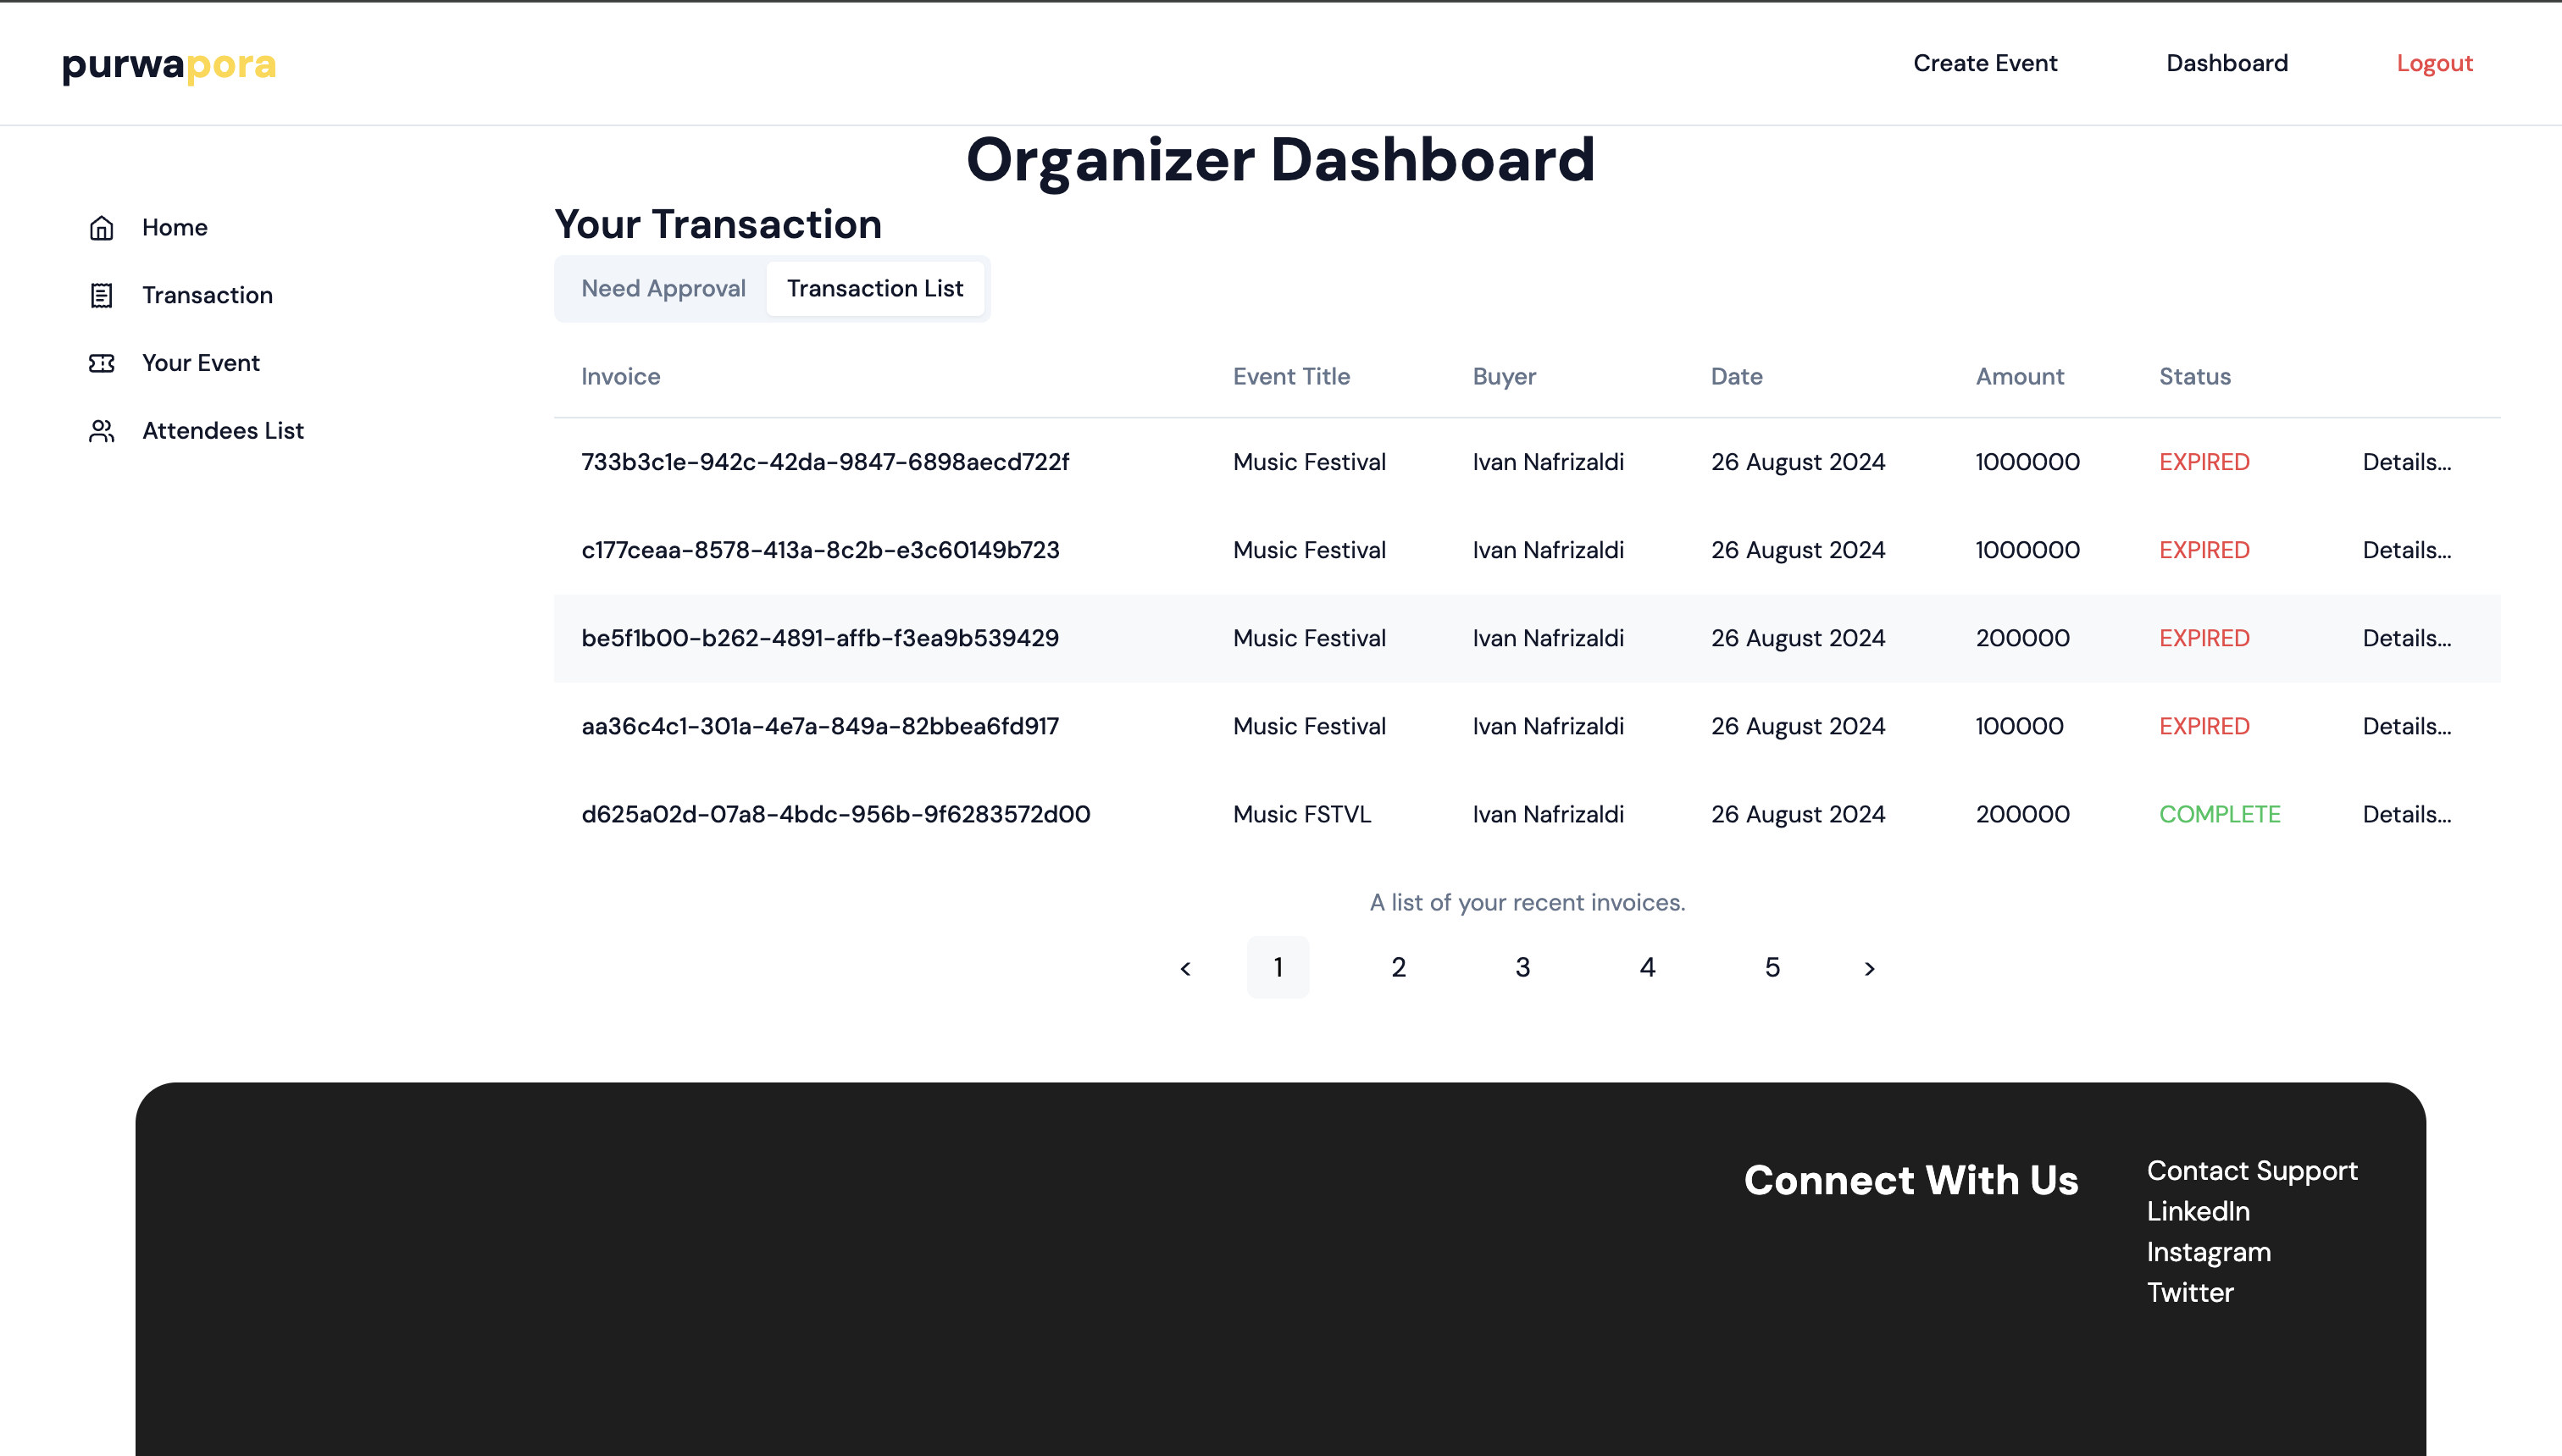 purwapora Create Event Dashboard Logout
Organizer Dashboard
Home
Transaction
Your Event
Attendees List
Your Transaction
Need Approval Transaction List
Invoice Event Title Buyer Date Amount Status
733b3c1e-942c-42da-9847-6898aecd722f Music Festival Ivan Nafrizaldi 26 August 2024 1000000 EXPIRED Details...
c177ceaa-8578-413a-8c2b-e3c60149b723 Music Festival Ivan Nafrizaldi 26 August 2024 1000000 EXPIRED Details...
be5f1b00-b262-4891-affb-f3ea9b539429 Music Festival Ivan Nafrizaldi 26 August 2024 200000 EXPIRED Details...
aa36c4c1-301a-4e7a-849a-82bbea6fd917 Music Festival Ivan Nafrizaldi 26 August 2024 100000 EXPIRED Details...
d625a02d-07a8-4bdc-956b-9f6283572d00 Music FSTVL Ivan Nafrizaldi 26 August 2024 200000 COMPLETE Details...
A list of your recent invoices.
< 1 2 3 4 5 >
Connect With Us
Contact Support
LinkedIn
Instagram
Twitter